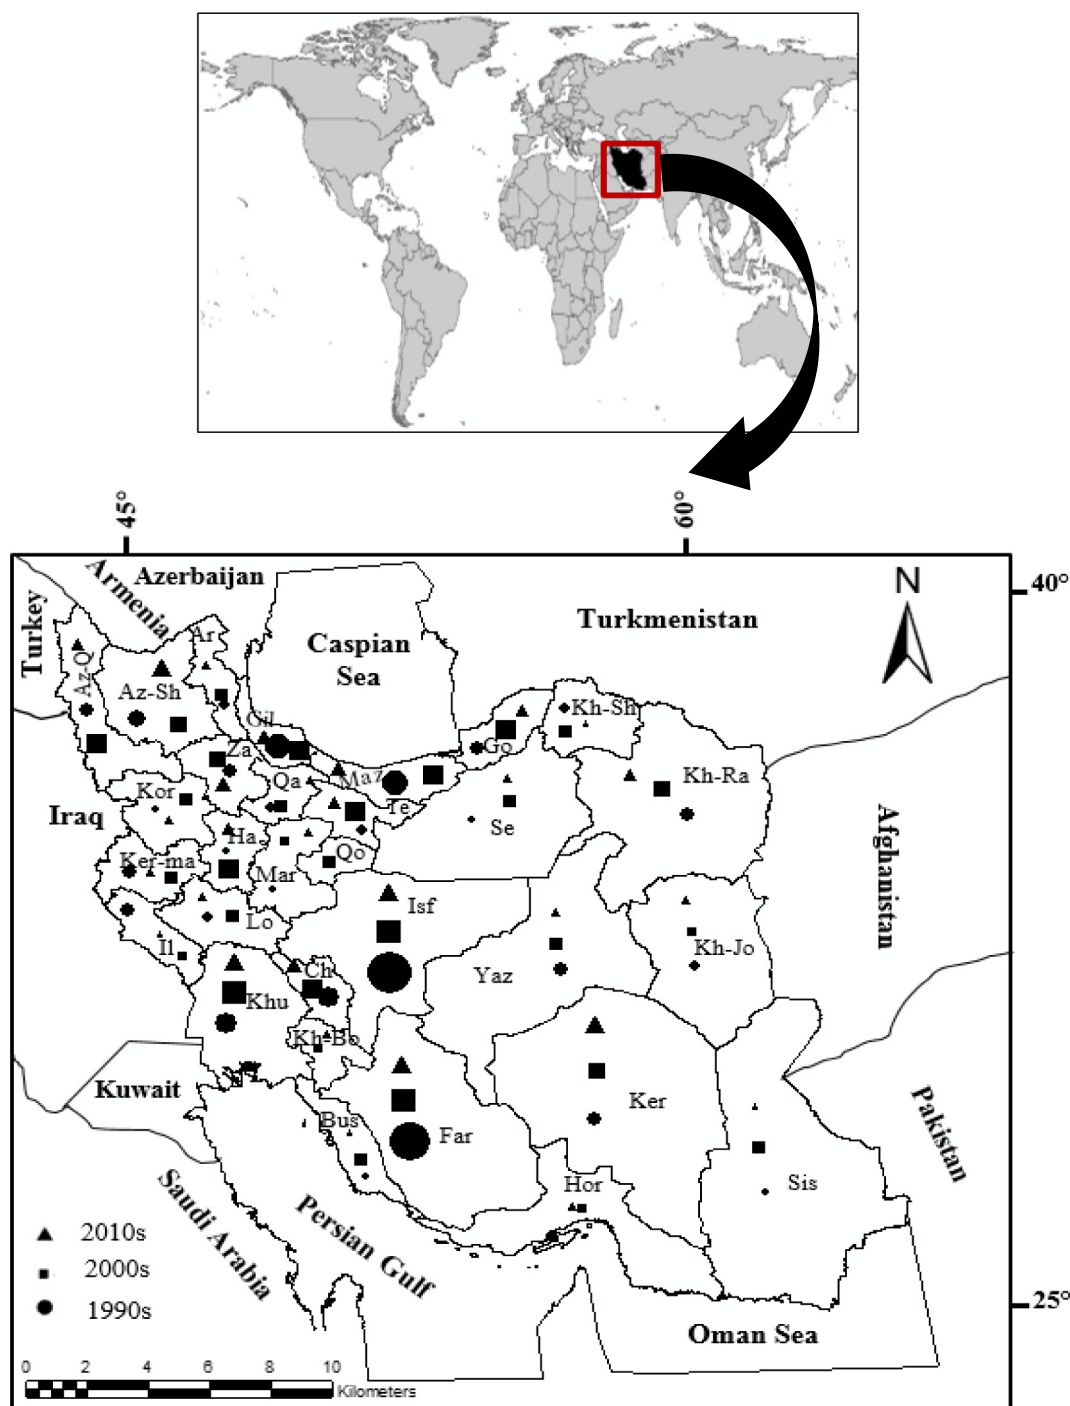 45°
60°
40°
Azerbaijan
Armenia
Turkey
Turkmenistan
N
Caspian
Sea
Ar
Az-Q
Az-Sh
Gil
Kh-Sh
Go
Za
Maz
Qa
Te
Kh-Ra
Kor
Iraq
Se
Ha
Qo
Ker-ma
Mar
Afghanistan
Isf
Lo
Il
Kh-Jo
Ch
Yaz
Khu
Kh-Bo
Kuwait
Ker
Bus
Far
Pakistan
Sis
Hor
Saudi Arabia
Persian Gulf
2010s
2000s
1990s
25°
Oman Sea
0 2 4 6 8 10
Kilometers